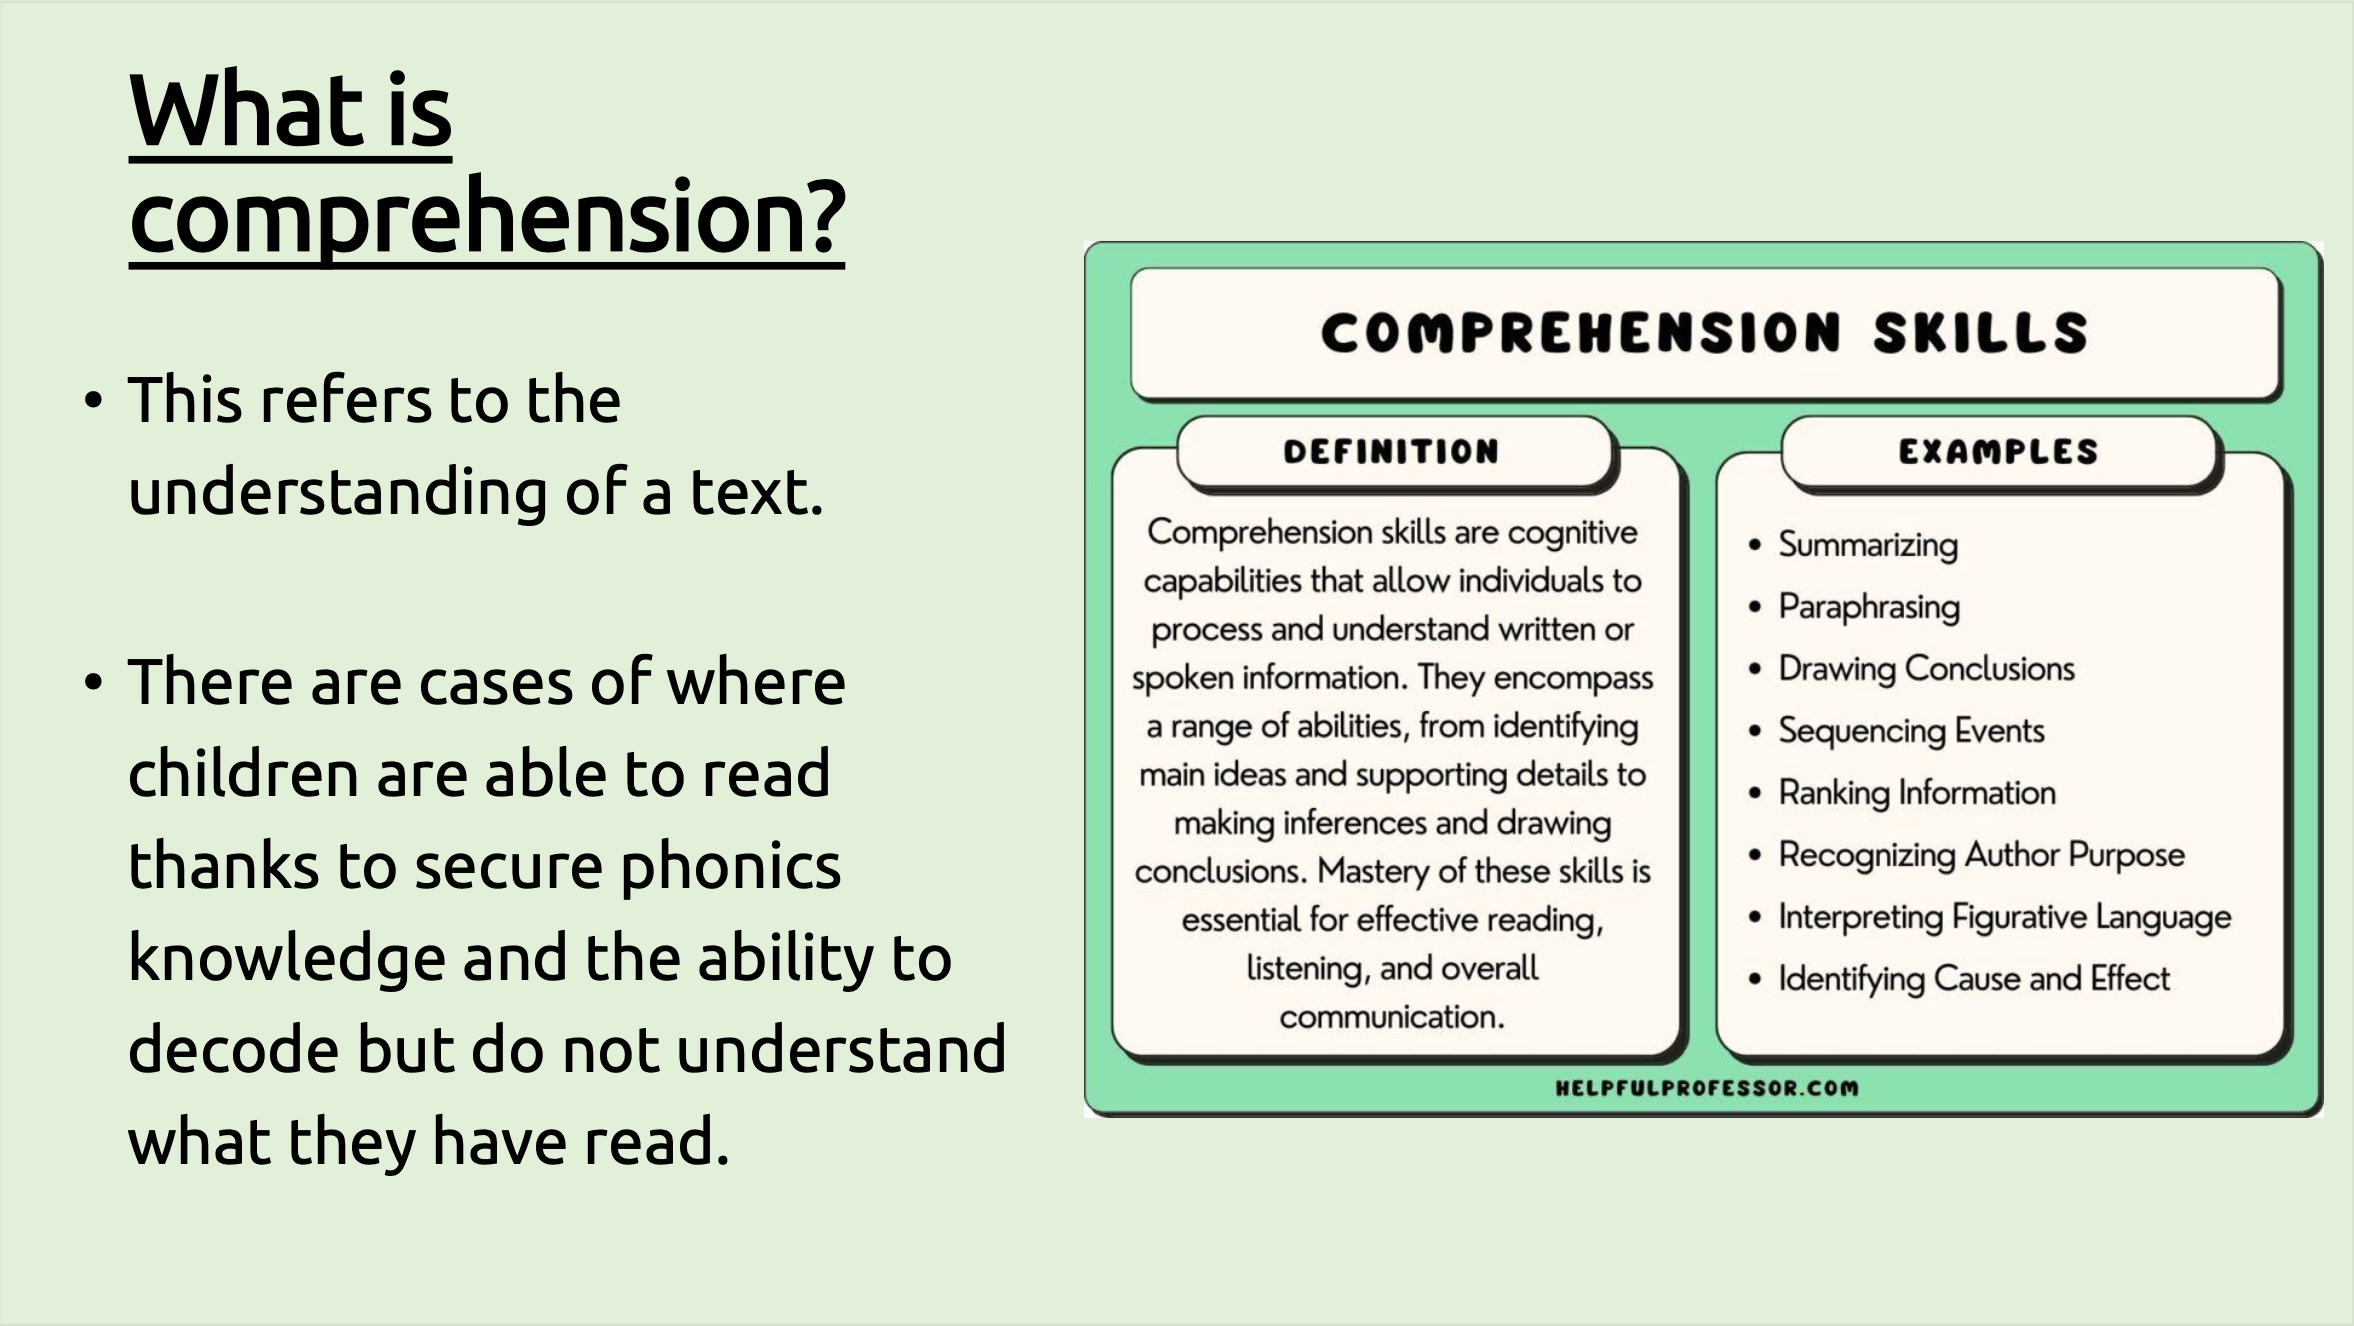 What is
comprehension?
• This refers to the
understanding of a text.
• There are cases of where
children are able to read
thanks to secure phonics
knowledge and the ability to
decode but do not understand
what they have read.
COMPREHENSION SKILLS
DEFINITION
Comprehension skills are cognitive
capabilities that allow individuals to
process and understand written or
spoken information. They encompass
a range of abilities, from identifying
main ideas and supporting details to
making inferences and drawing
conclusions. Mastery of these skills is
essential for effective reading,
listening, and overall
communication.
EXAMPLES
• Summarizing
• Paraphrasing
• Drawing Conclusions
• Sequencing Events
• Ranking Information
• Recognizing Author Purpose
• Interpreting Figurative Language
• Identifying Cause and Effect
HELPFULPROFESSOR.COM